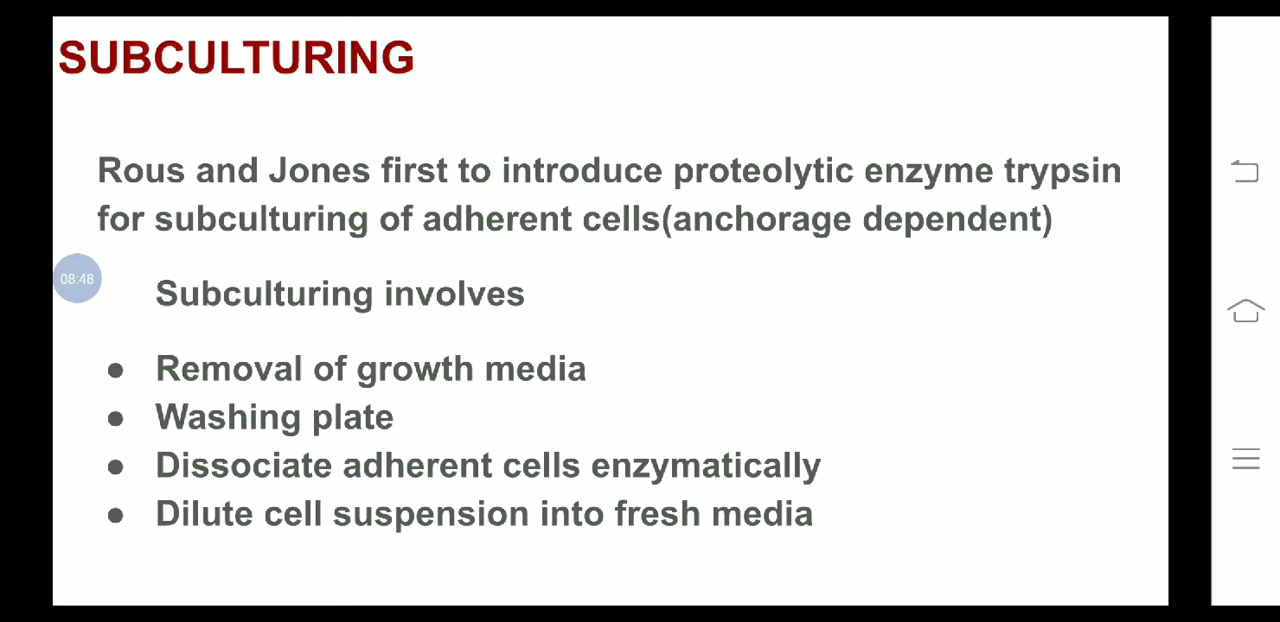 SUBCULTURING
Rous and Jones first to introduce proteolytic enzyme trypsin
for subculturing of adherent cells(anchorage dependent)
08:48
Subculturing involves
● Removal of growth media
● Washing plate
● Dissociate adherent cells enzymatically
● Dilute cell suspension into fresh media